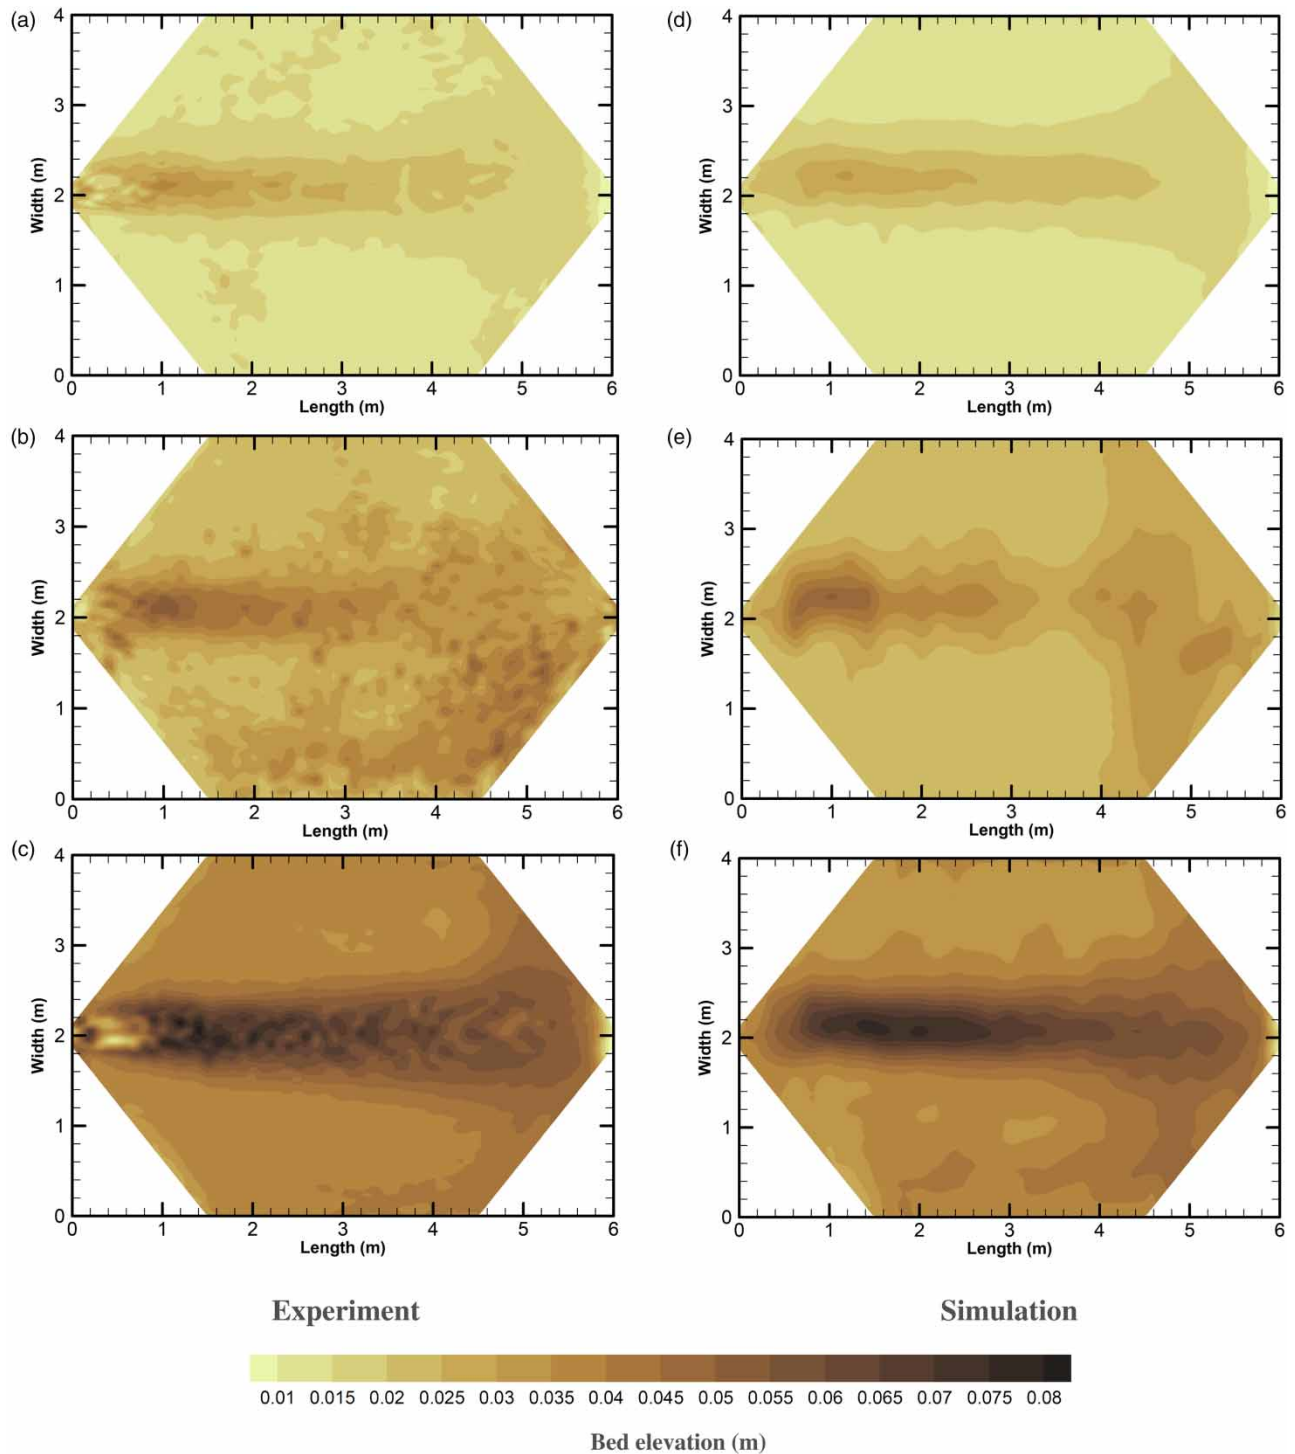 (a)
(d)
4
3
2
1
0
Width (m)
0 1 2 3 4 5 6
Length (m)
4
3
2
1
0
Width (m)
0 1 2 3 4 5 6
Length (m)
(b)
(e)
4
3
2
1
0
Width (m)
0 1 2 3 4 5 6
Length (m)
4
3
2
1
0
Width (m)
0 1 2 3 4 5 6
Length (m)
(c)
(f)
4
3
2
1
0
Width (m)
0 1 2 3 4 5 6
Length (m)
4
3
2
1
0
Width (m)
0 1 2 3 4 5 6
Length (m)
Experiment
Simulation
0.01 0.015 0.02 0.025 0.03 0.035 0.04 0.045 0.05 0.055 0.06 0.065 0.07 0.075 0.08
Bed elevation (m)